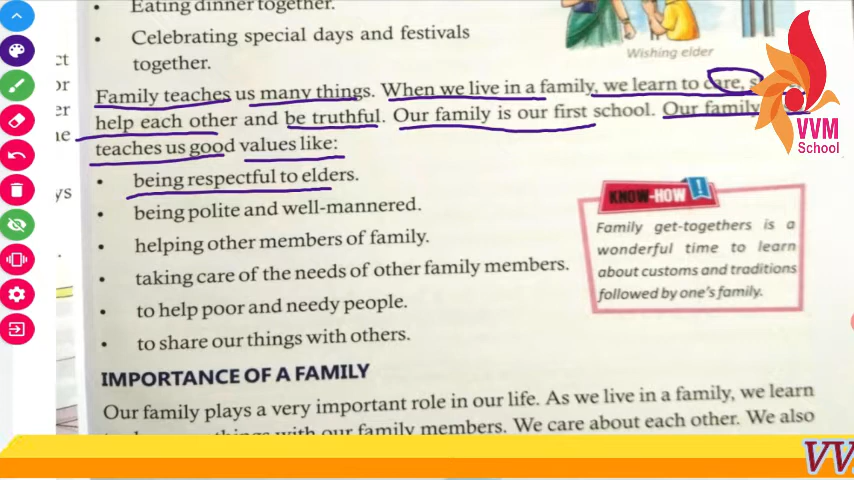 • Eating dinner together.
• Celebrating special days and festivals
together.
Wishing elder
Family teaches us many things. When we live in a family, we learn to care,
help each other and be truthful. Our family is our first school. Our family
teaches us good values like:
• being respectful to elders.
• being polite and well-mannered.
• helping other members of family.
• taking care of the needs of other family members.
• to help poor and needy people.
• to share our things with others.
KNOW-HOW !
Family get-togethers is a
wonderful time to learn
about customs and traditions
followed by one's family.
IMPORTANCE OF A FAMILY
Our family plays a very important role in our life. As we live in a family, we learn
things with our family members. We care about each other. We also
VVM
School